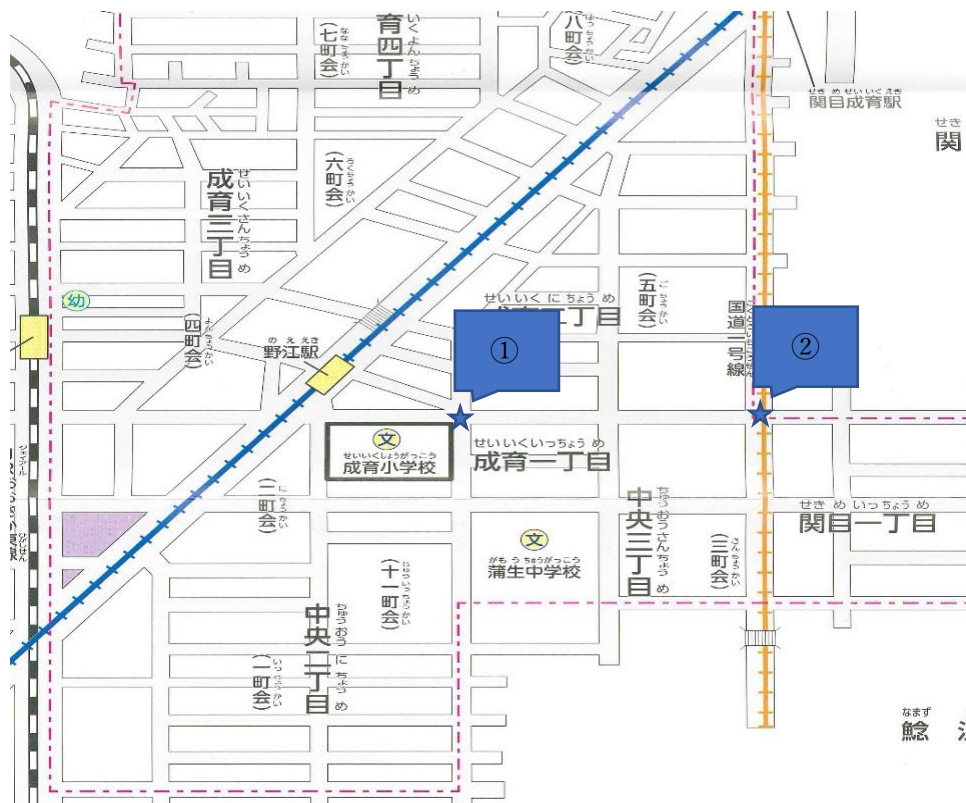 いくよんちょうめ
育四丁目
ななちょうかい
(七町会)
はっちょうかい
(八町会)
せきめせいいくえき
関目成育駅
せき
関
ろくちょうかい
(六町会)
せいいくさんちょうめ
成育三丁目
幼
よんちょうかい
(四町会)
のええき
野江駅
せいいくにちょうめ
成育二丁目
ごちょうかい
(五町会)
国道一号線
①
②
文
せいいくしょうがっこう
成育小学校
せいいくいっちょうめ
成育一丁目
にちょうかい
(二町会)
文
がもうちゅうがっこう
蒲生中学校
ちゅうおうさんちょうめ
中央三丁目
さんちょうかい
(三町会)
せきめいっちょうめ
関目一丁目
じゅういっちょうかい
(十一町会)
ちゅうおうにちょうめ
中央二丁目
いっちょうかい
(一町会)
なまず
鯰